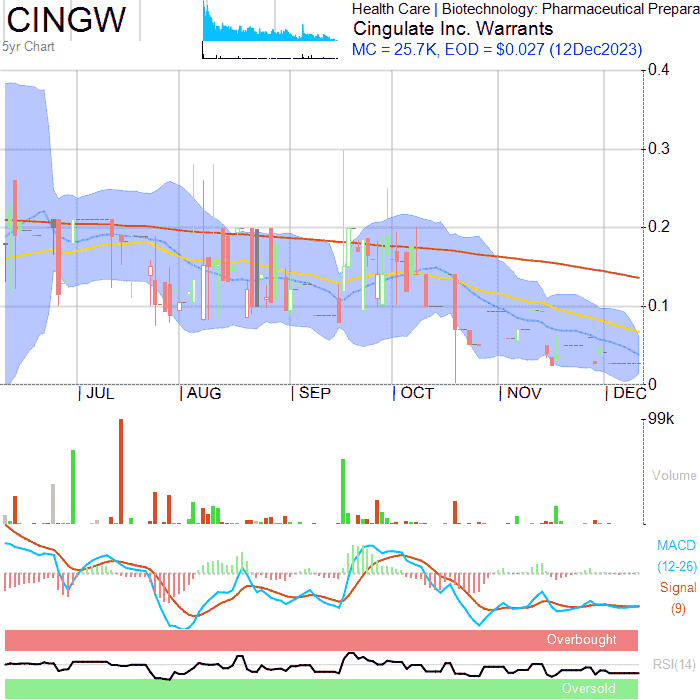 CINGW
5yr Chart
Health Care | Biotechnology: Pharmaceutical Prepara
Cingulate Inc. Warrants
MC = 25.7K, EOD = $0.027 (12Dec2023)
0.4
0.3
0.2
0.1
0
JUL
AUG
SEP
OCT
NOV
DEC
99k
Volume
MACD
(12-26)
Signal
(9)
Overbought
RSI(14)
Oversold